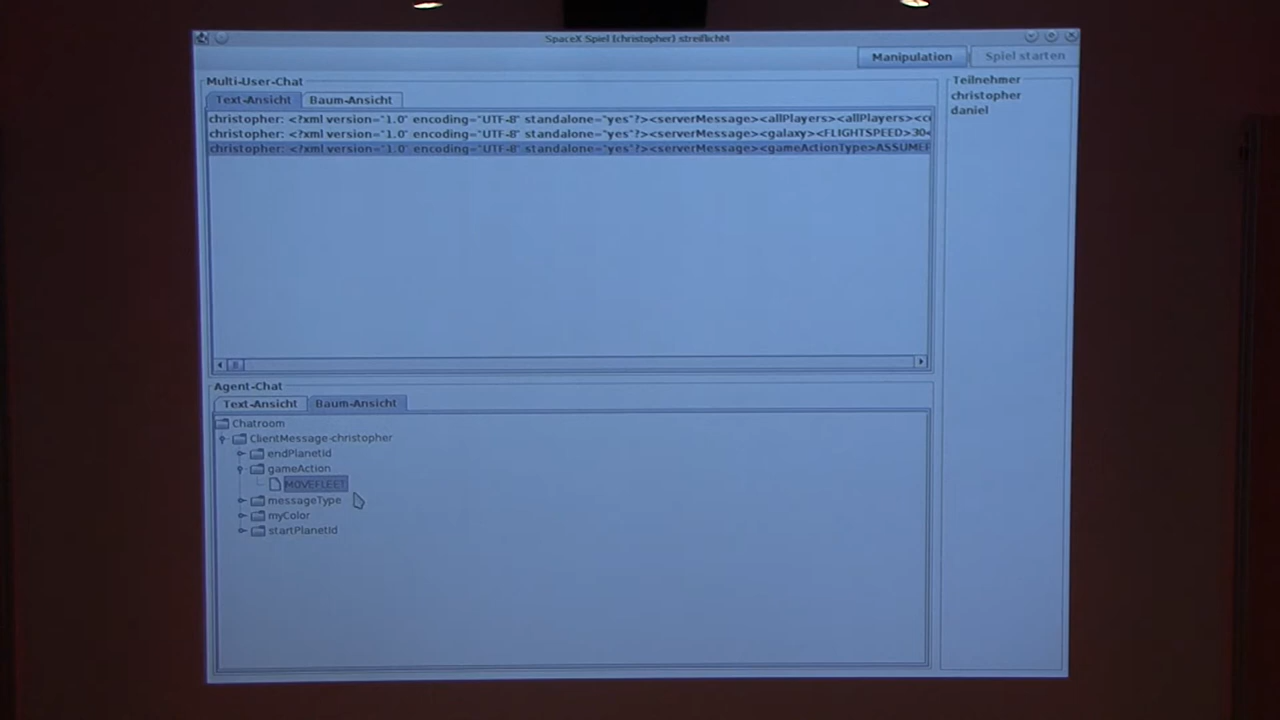 SpaceX Spiel (christopher) streiflicht4
Manipulation
Spiel starten
Multi-User-Chat
Text-Ansicht
Baum-Ansicht
christopher: <?xml version="1.0" encoding="UTF-8" standalone="yes"?><serverMessage><allPlayers><allPlayers><c
christopher: <?xml version="1.0" encoding="UTF-8" standalone="yes"?><serverMessage><galaxy><FLIGHTSPEED>30<
christopher: <?xml version="1.0" encoding="UTF-8" standalone="yes"?><serverMessage><gameActionType>ASSUMEF
Teilnehmer
christopher
daniel
Agent-Chat
Text-Ansicht
Baum-Ansicht
Chatroom
ClientMessage-christopher
endPlanetId
gameAction
MOVEFLEET
messageType
myColor
startPlanetId